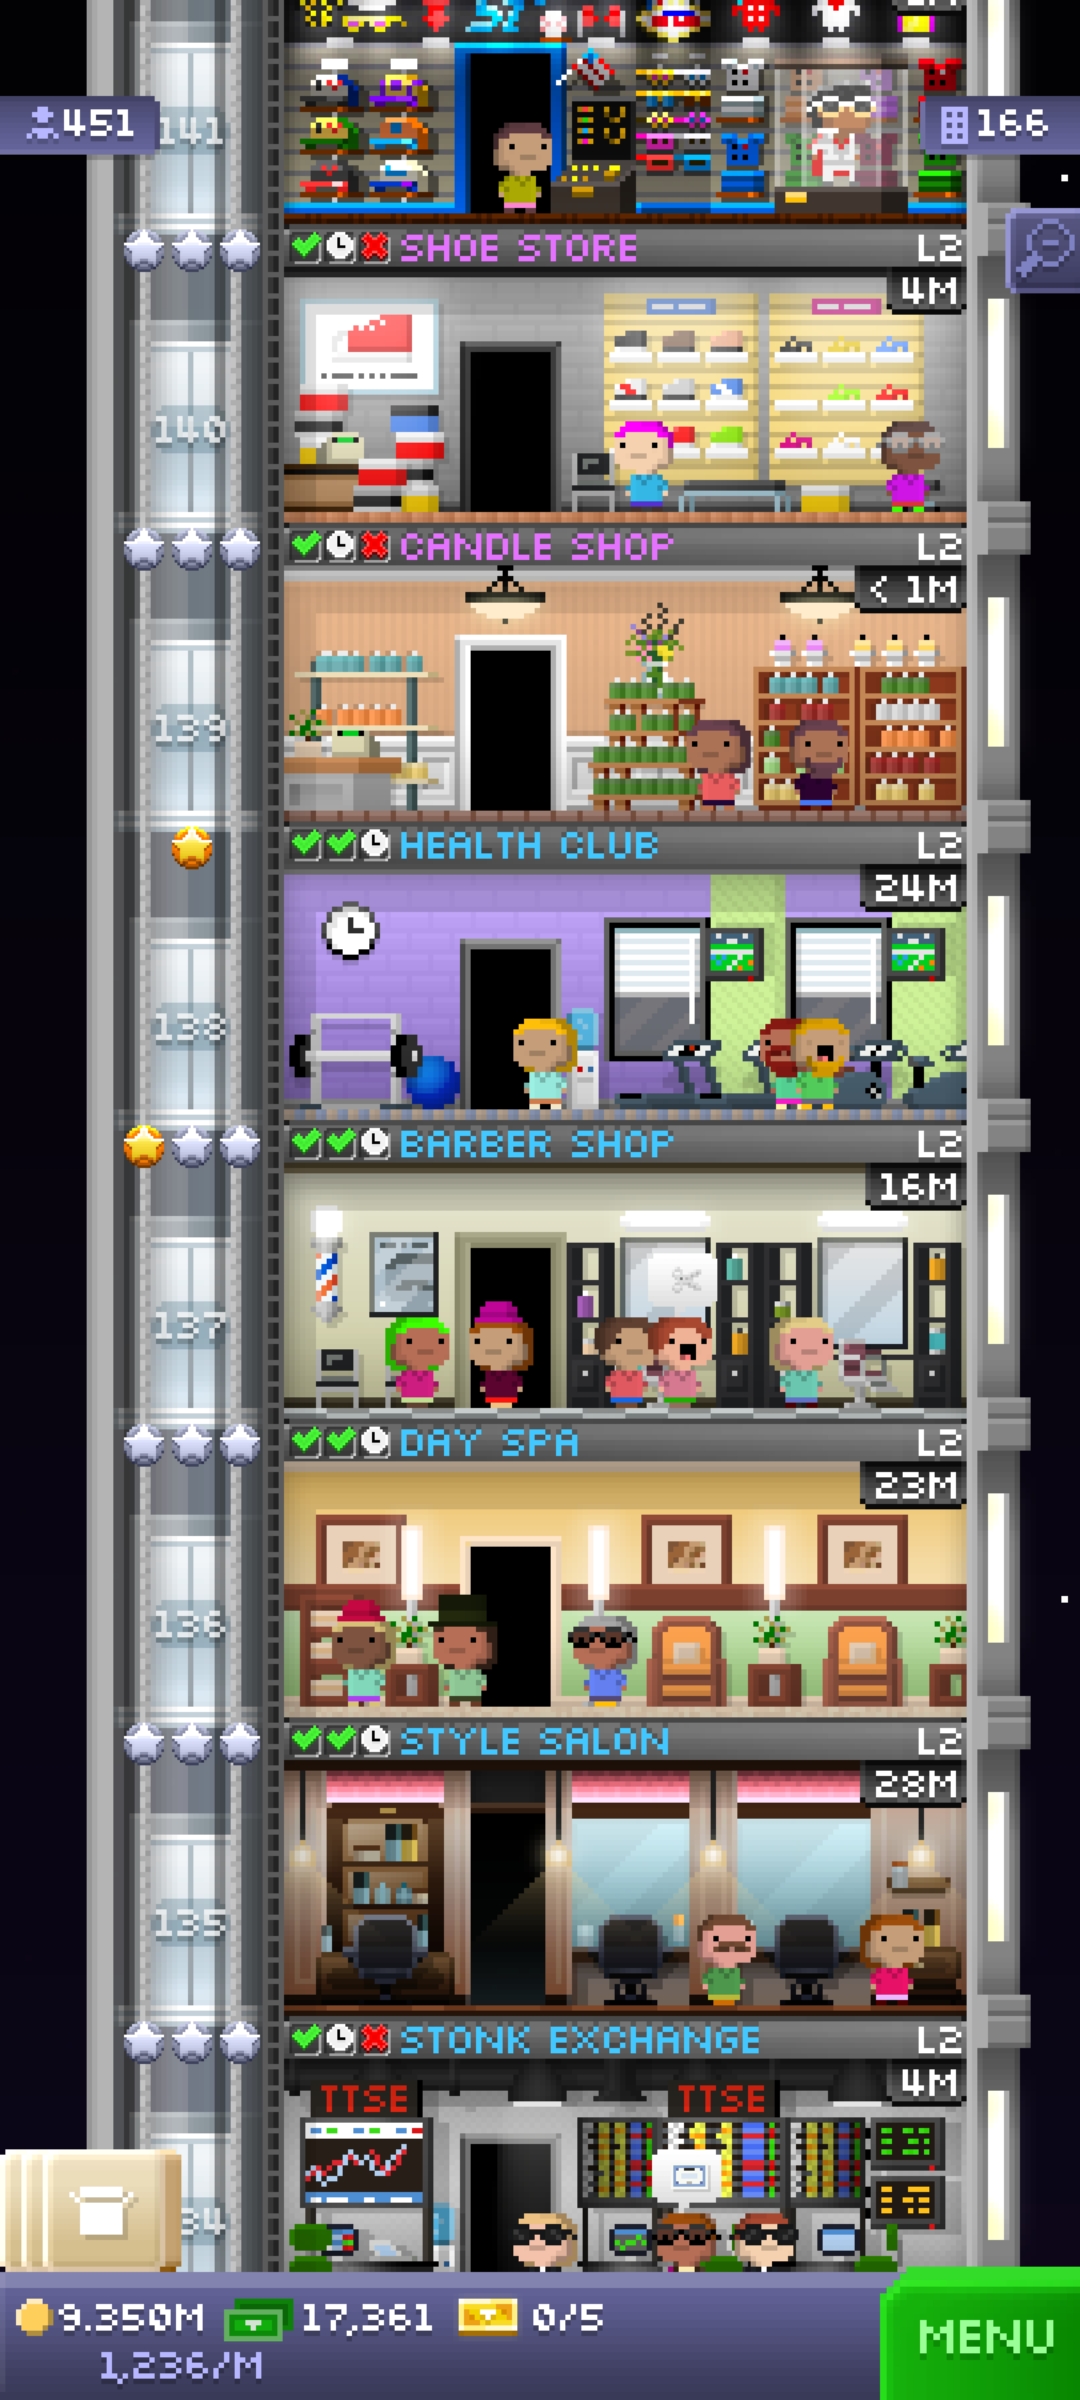 451
141
166
SHOE STORE L2
4M
140
CANDLE SHOP L2
< 1M
139
HEALTH CLUB L2
24M
138
BARBER SHOP L2
16M
137
DAY SPA L2
23M
136
STYLE SALON L2
28M
135
STONK EXCHANGE L2
4M
TTSE TTSE
34
9.350M 17,361 0/5
1,236/M
MENU